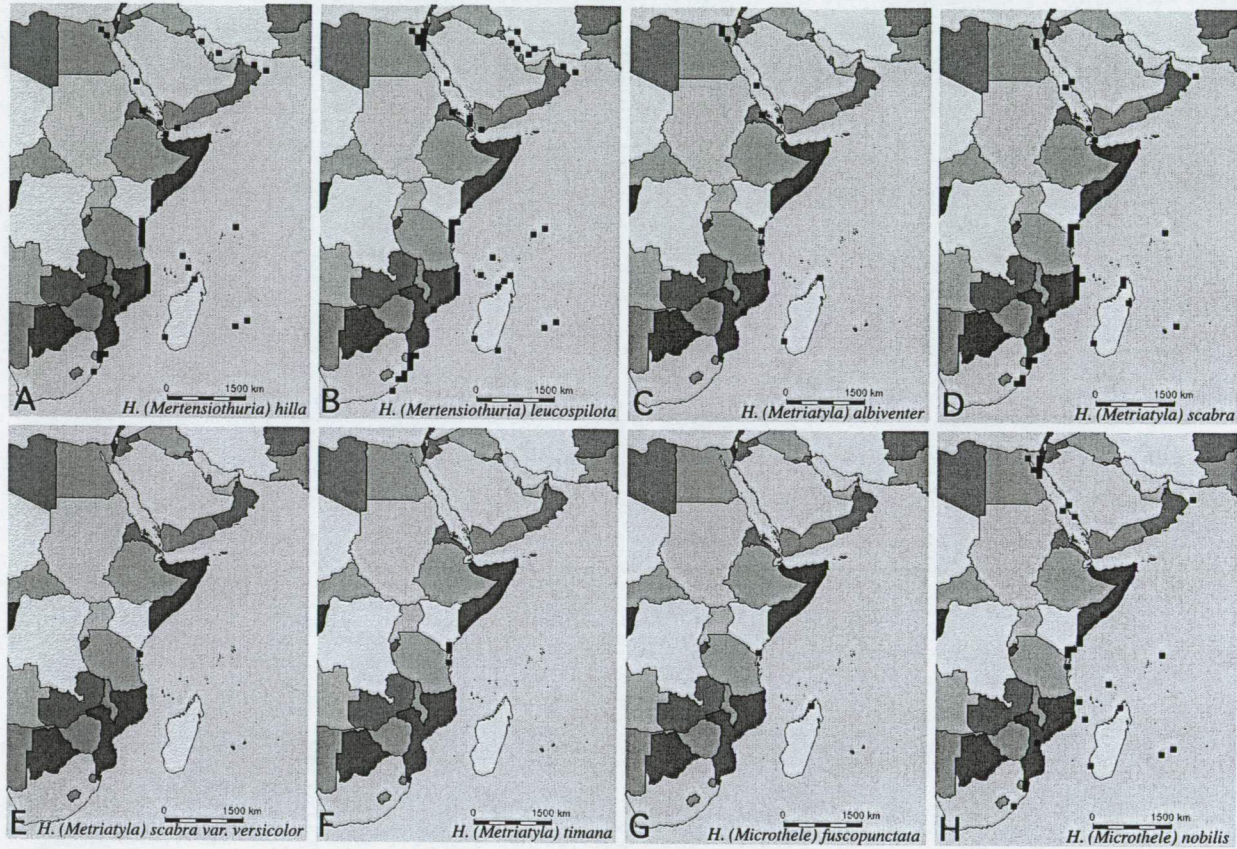 0 1500 km
A H. (Mertensiothuria) hilla
0 1500 km
B H. (Mertensiothuria) leucospilota
0 1500 km
C H. (Metriatyla) albiventer
0 1500 km
D H. (Metriatyla) scabra
0 1500 km
E H. (Metriatyla) scabra var. versicolor
0 1500 km
F H. (Metriatyla) timana
0 1500 km
G H. (Microthele) fuscopunctata
0 1500 km
H H. (Microthele) nobilis